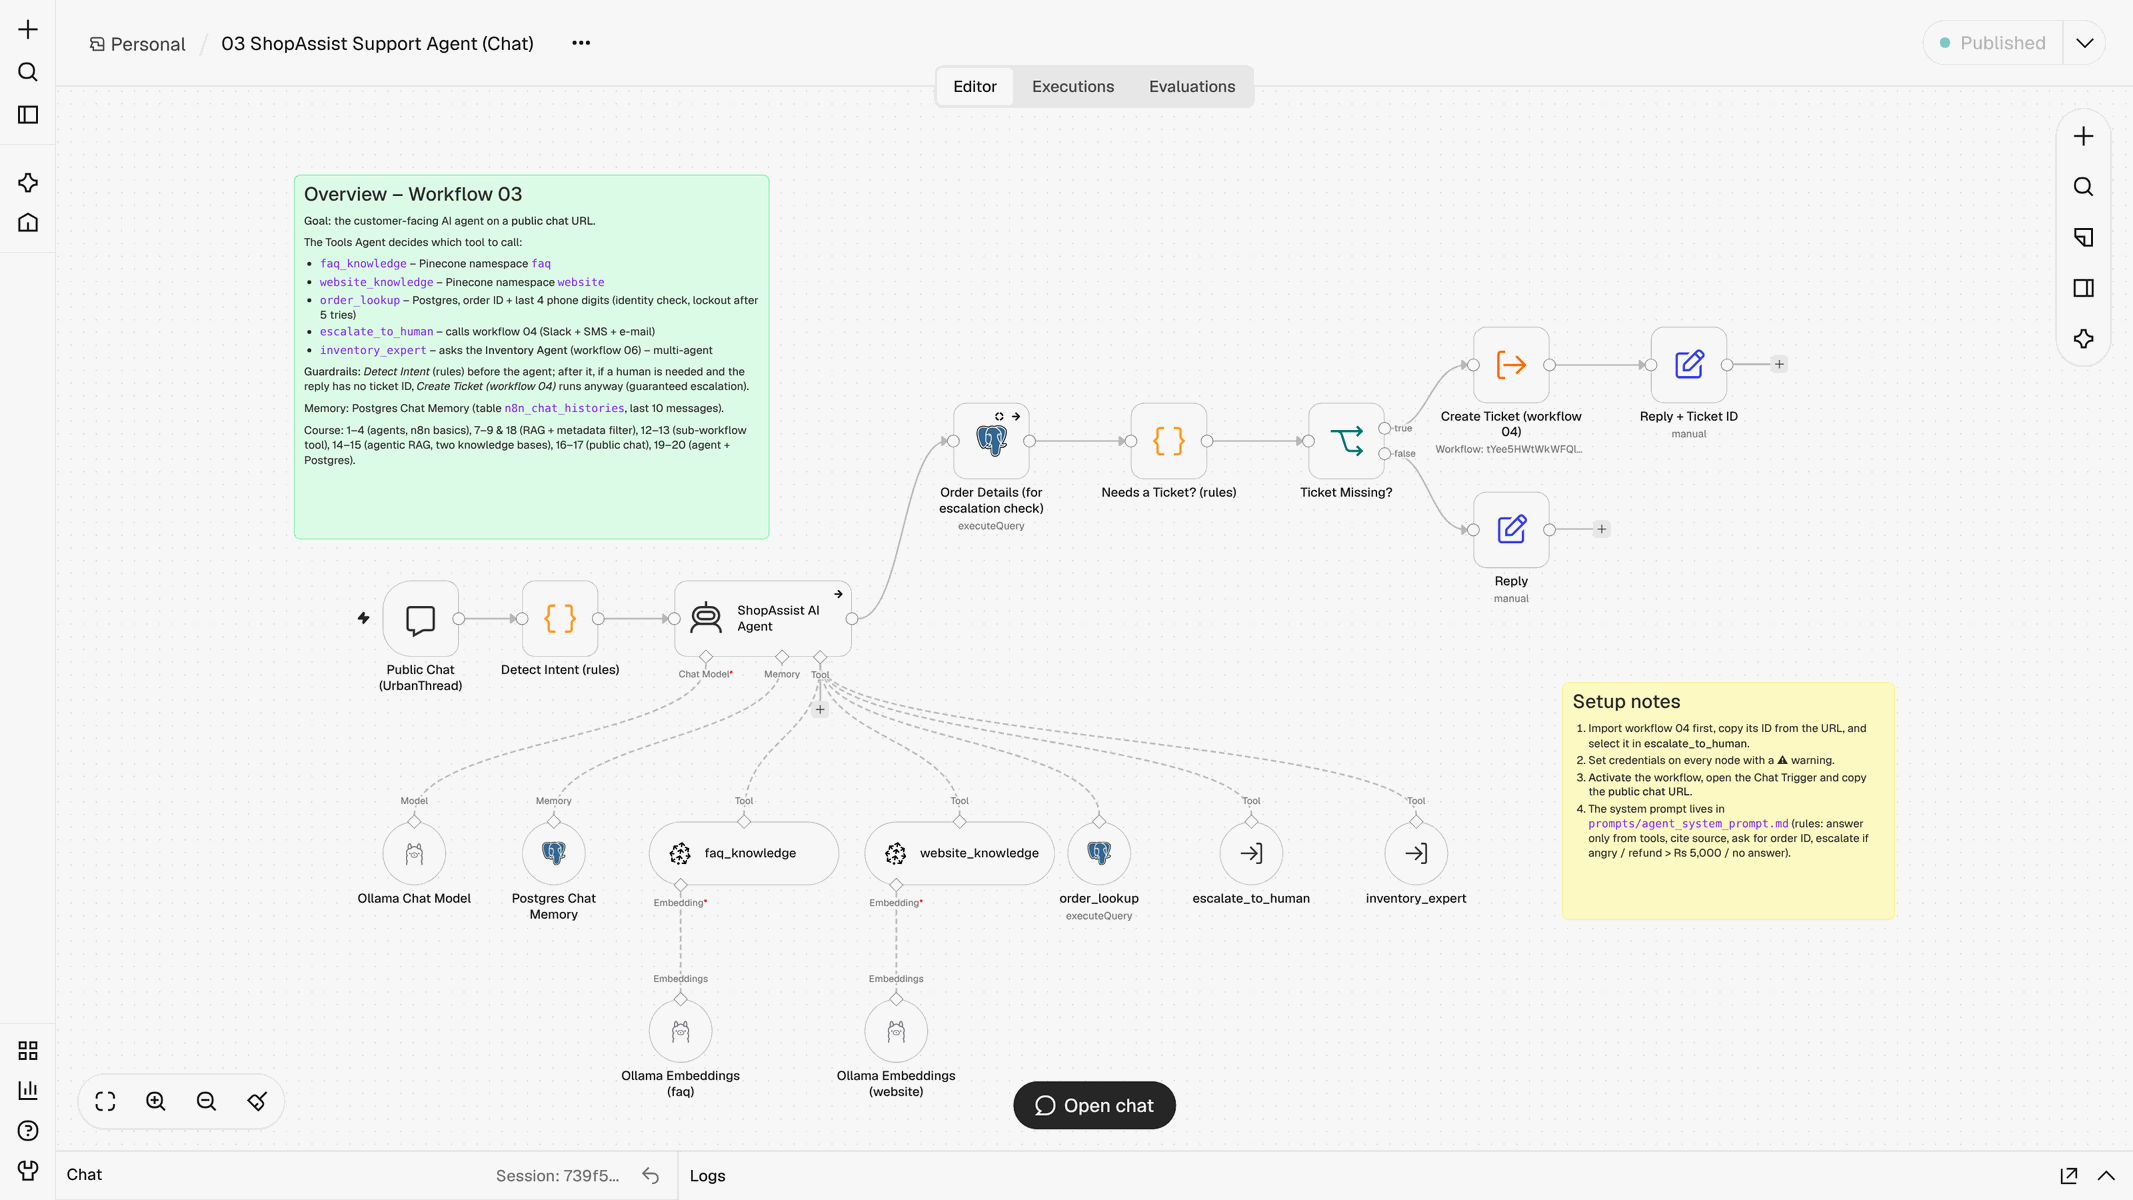 Personal / 03 ShopAssist Support Agent (Chat) •••
Published
Editor Executions Evaluations
Overview – Workflow 03
Goal: the customer-facing AI agent on a public chat URL.
The Tools Agent decides which tool to call:
• faq_knowledge – Pinecone namespace faq
• website_knowledge – Pinecone namespace website
• order_lookup – Postgres, order ID + last 4 phone digits (identity check, lockout after
5 tries)
• escalate_to_human – calls workflow 04 (Slack + SMS + e-mail)
• inventory_expert – asks the Inventory Agent (workflow 06) – multi-agent
Guardrails: Detect Intent (rules) before the agent; after it, if a human is needed and the
reply has no ticket ID, Create Ticket (workflow 04) runs anyway (guaranteed escalation).
Memory: Postgres Chat Memory (table n8n_chat_histories, last 10 messages).
Course: 1–4 (agents, n8n basics), 7–9 & 18 (RAG + metadata filter), 12–13 (sub-workflow
tool), 14–15 (agentic RAG, two knowledge bases), 16–17 (public chat), 19–20 (agent +
Postgres).
Order Details (for
escalation check)
executeQuery
Needs a Ticket? (rules)
Ticket Missing?
true
false
Create Ticket (workflow
04)
Workflow: tYee5HWtWkWFQl...
Reply + Ticket ID
manual
Reply
manual
Public Chat
(UrbanThread)
Detect Intent (rules)
ShopAssist AI
Agent
Chat Model*
Memory
Tool
Setup notes
1. Import workflow 04 first, copy its ID from the URL, and
select it in escalate_to_human.
2. Set credentials on every node with a ⚠ warning.
3. Activate the workflow, open the Chat Trigger and copy
the public chat URL.
4. The system prompt lives in
prompts/agent_system_prompt.md (rules: answer
only from tools, cite source, ask for order ID, escalate if
angry / refund > Rs 5,000 / no answer).
Model
Memory
Tool
Tool
Tool
Tool
Ollama Chat Model
Postgres Chat
Memory
faq_knowledge
website_knowledge
order_lookup
executeQuery
escalate_to_human
inventory_expert
Embedding*
Embedding*
Embeddings
Embeddings
Ollama Embeddings
(faq)
Ollama Embeddings
(website)
Open chat
Chat
Session: 739f5...
Logs